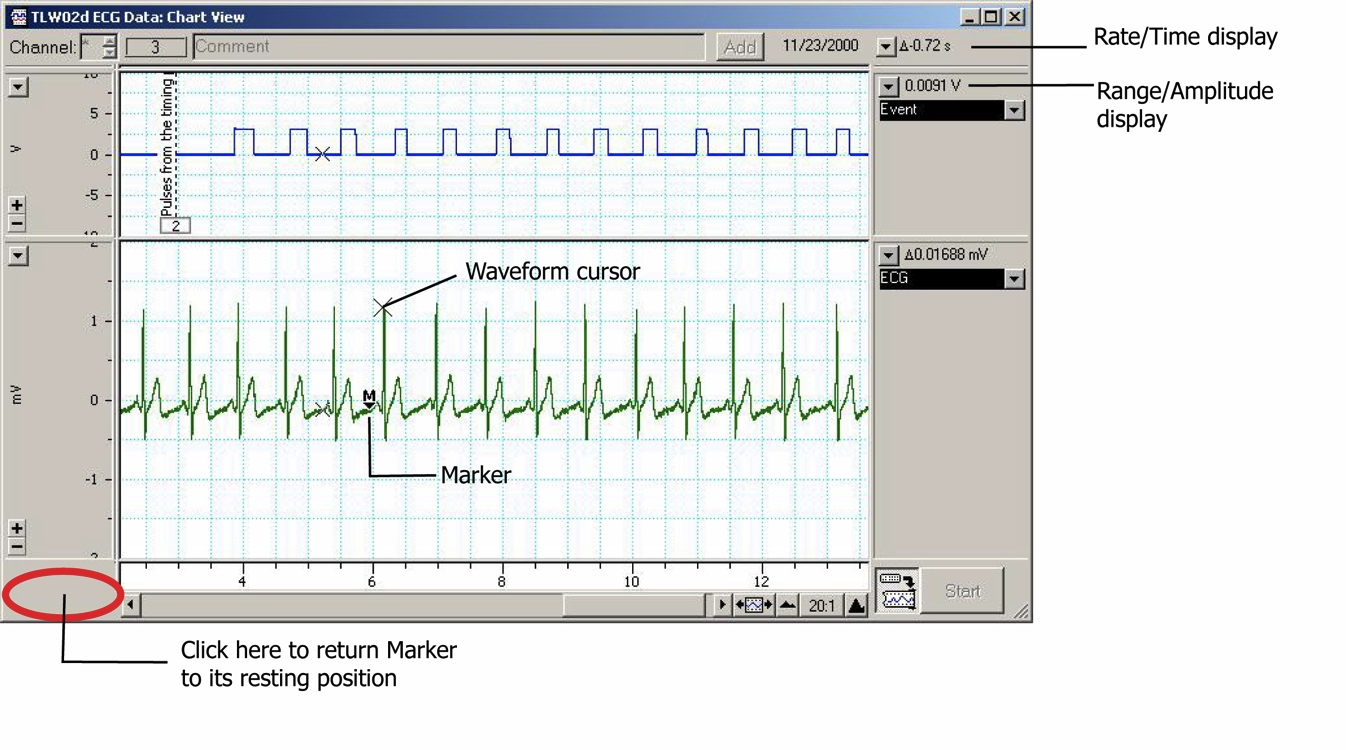 TLW02d ECG Data: Chart View
Channel: * 3 Comment Add 11/23/2000 Δ-0.72 s
Rate/Time display
10
5
0
-5
-10
V
Pulses from the timing
2
0.0091 V
Event
Range/Amplitude
display
2
1
0
-1
-2
mV
Waveform cursor
M
Marker
Δ0.01688 mV
ECG
4 6 8 10 12
20:1
Start
Click here to return Marker
to its resting position